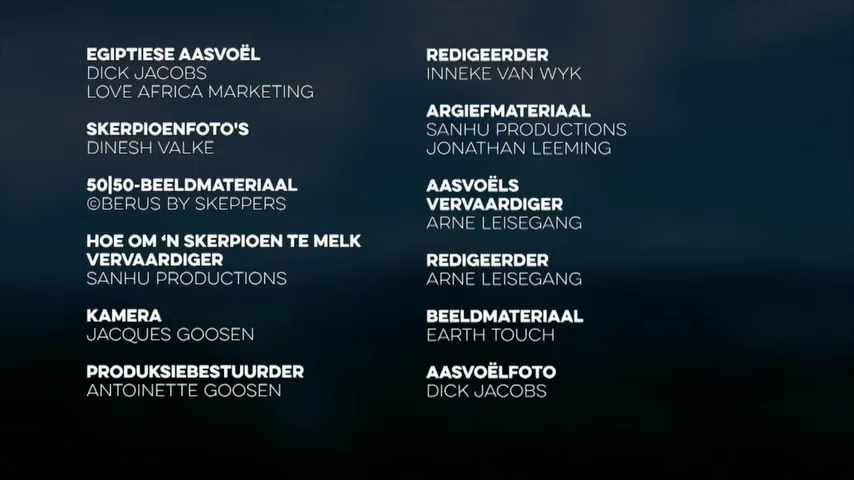 EGIPTIESE AASVOËL
DICK JACOBS
LOVE AFRICA MARKETING
SKERPIOENFOTO'S
DINESH VALKE
50|50-BEELDMATERIAAL
©BERUS BY SKEPPERS
HOE OM ‘N SKERPIOEN TE MELK
VERVAARDIGER
SANHU PRODUCTIONS
KAMERA
JACQUES GOOSEN
PRODUKSIEBESTUURDER
ANTOINETTE GOOSEN
REDIGEERDER
INNEKE VAN WYK
ARGIEFMATERIAAL
SANHU PRODUCTIONS
JONATHAN LEEMING
AASVOËLS
VERVAARDIGER
ARNE LEISEGANG
REDIGEERDER
ARNE LEISEGANG
BEELDMATERIAAL
EARTH TOUCH
AASVOËLFOTO
DICK JACOBS